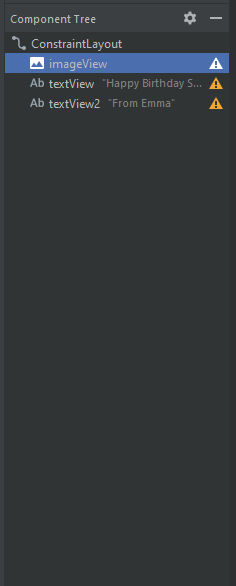 Component Tree
ConstraintLayout
imageView
Ab textView "Happy Birthday S...
Ab textView2 "From Emma"